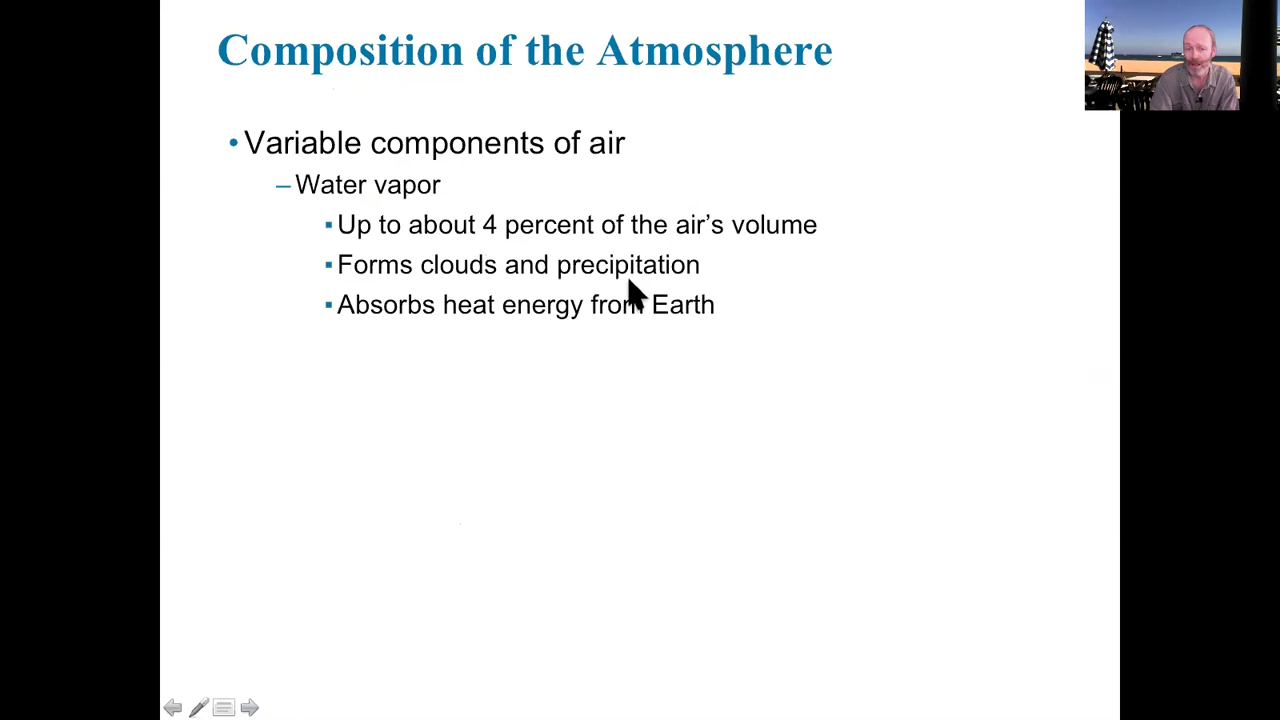 Composition of the Atmosphere
• Variable components of air
– Water vapor
▪ Up to about 4 percent of the air’s volume
▪ Forms clouds and precipitation
▪ Absorbs heat energy from Earth